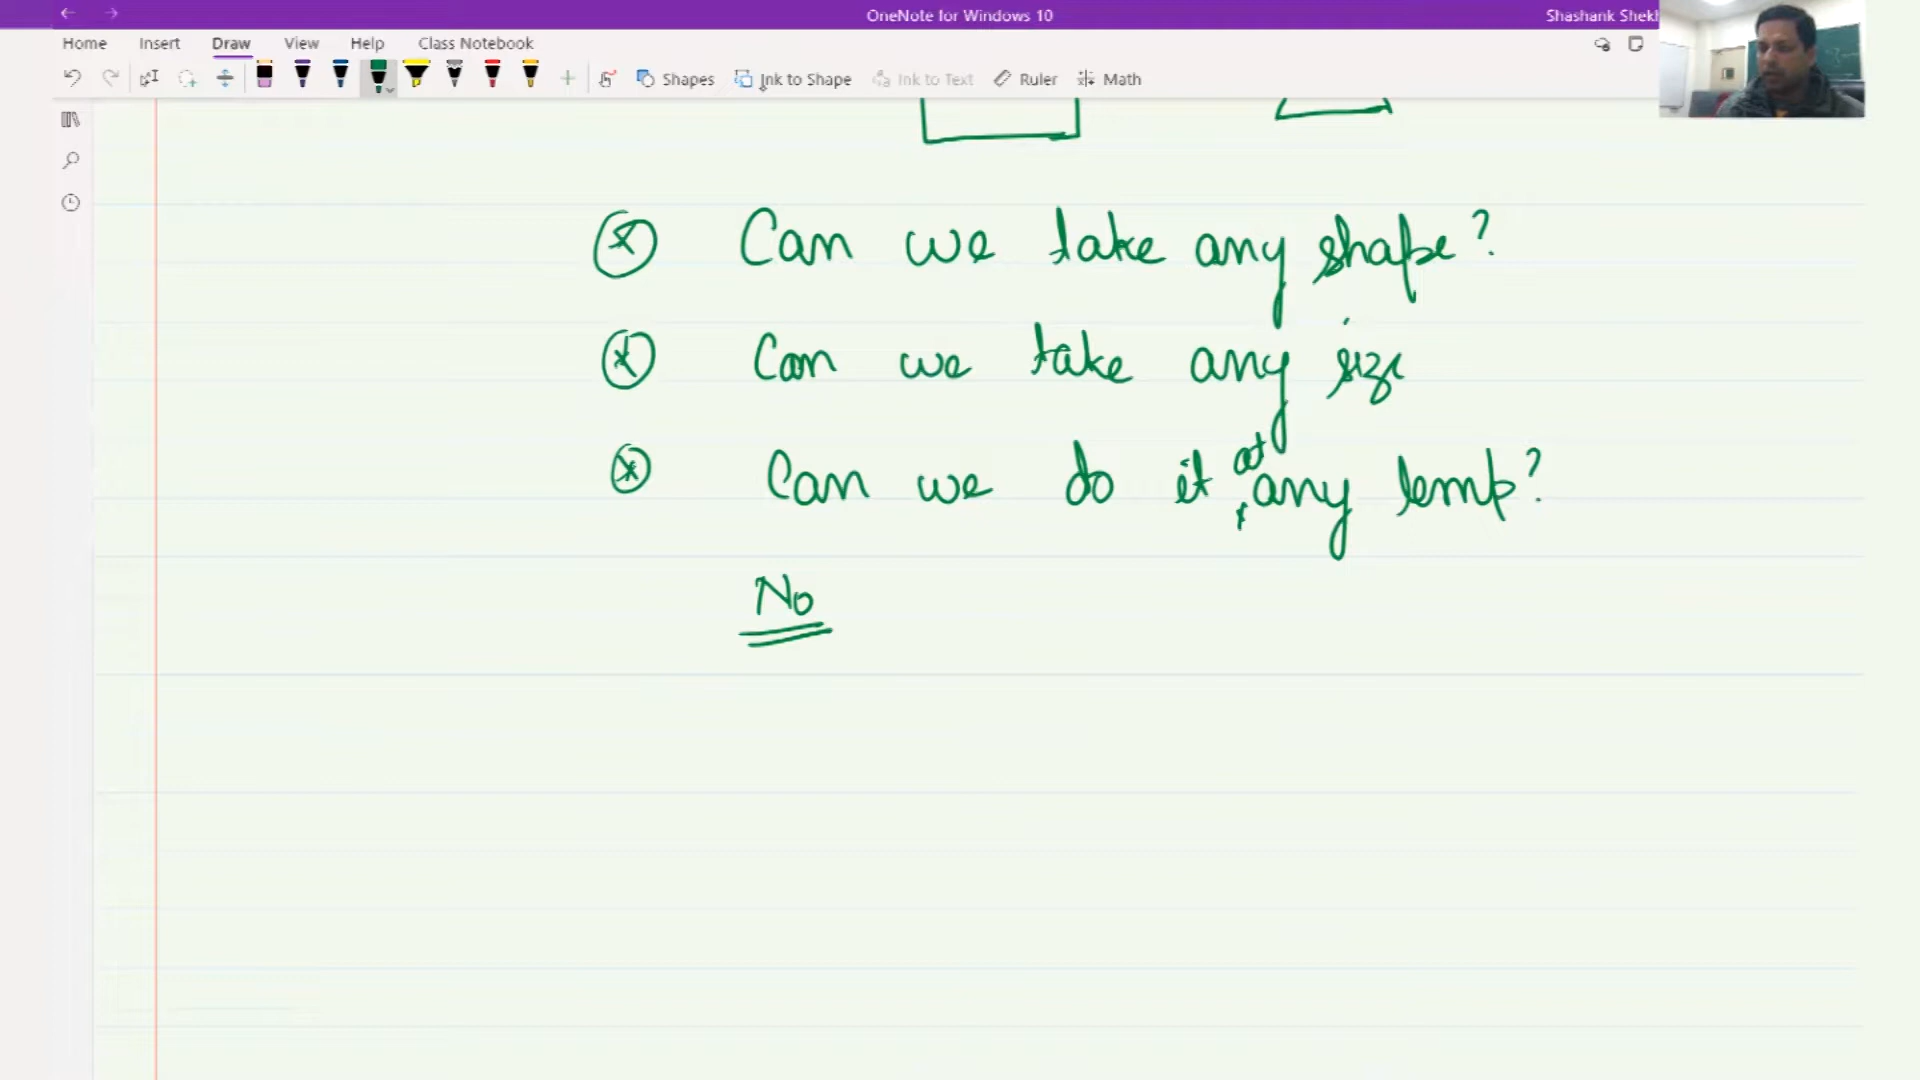 OneNote for Windows 10
Shashank Shekh
Home Insert Draw View Help Class Notebook
Shapes Ink to Shape Ink to Text Ruler Math
Can we take any shape?
Can we take any size
Can we do it at any temp?
No